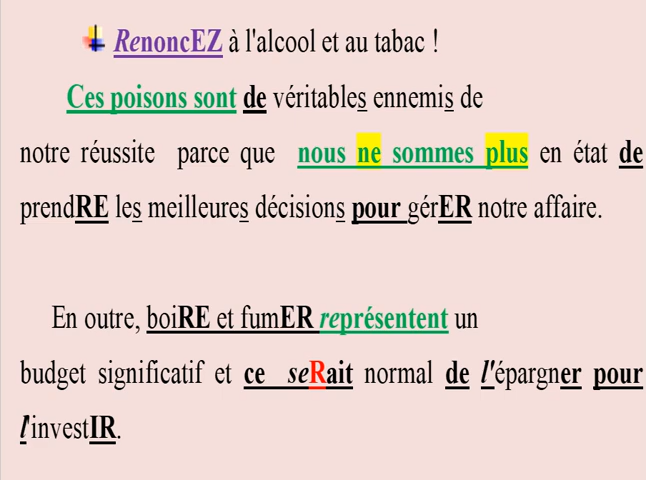 RenoncEZ à l'alcool et au tabac !
Ces poisons sont de véritables ennemis de
notre réussite parce que nous ne sommes plus en état de
prendRE les meilleures décisions pour gérER notre affaire.
En outre, boiRE et fumER représentent un
budget significatif et ce seRait normal de l'épargner pour
l'investIR.